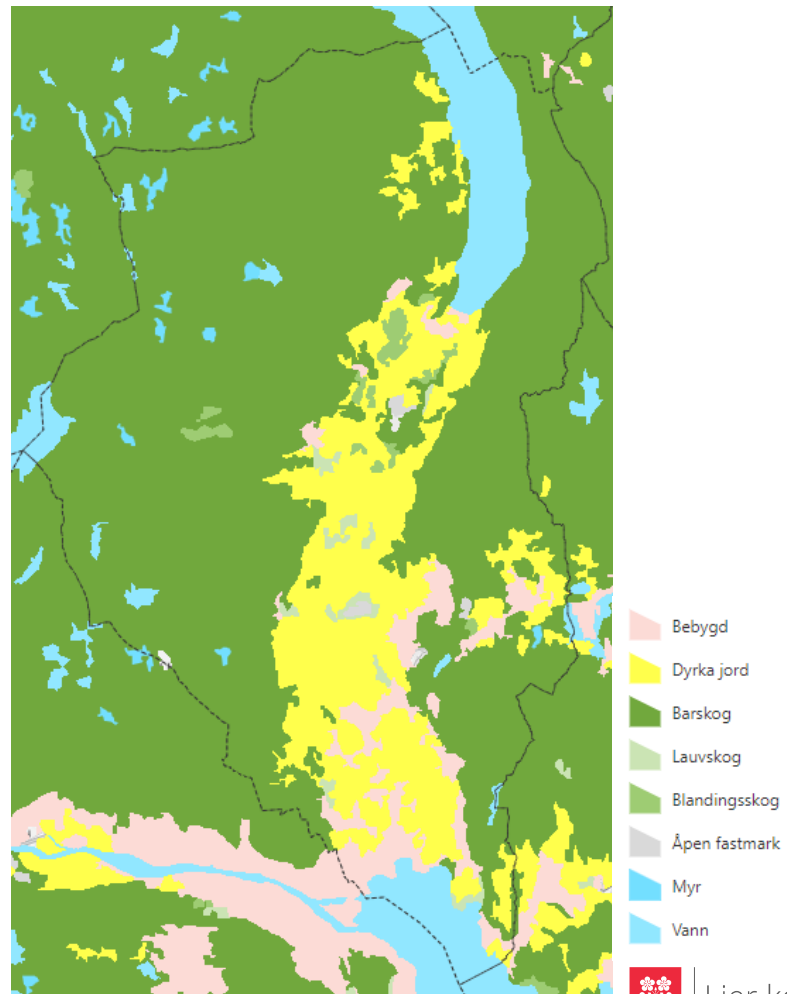 Bebygd
Dyrka jord
Barskog
Lauvskog
Blandingsskog
Åpen fastmark
Myr
Vann